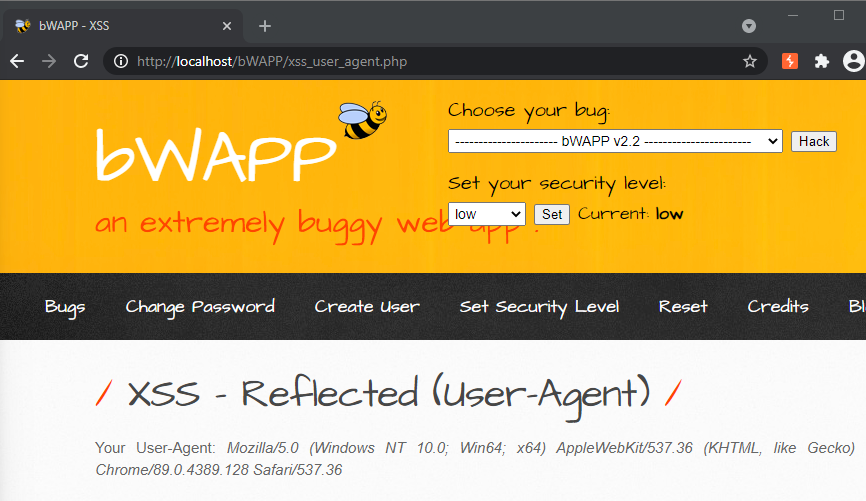 bWAPP - XSS
http://localhost/bWAPP/xss_user_agent.php
bWAPP
an extremely buggy web app !
Choose your bug:
---------------------- bWAPP v2.2 ----------------------- Hack
Set your security level:
low Set Current: low
Bugs Change Password Create User Set Security Level Reset Credits Bl
/ XSS - Reflected (User-Agent) /
Your User-Agent: Mozilla/5.0 (Windows NT 10.0; Win64; x64) AppleWebKit/537.36 (KHTML, like Gecko)
Chrome/89.0.4389.128 Safari/537.36